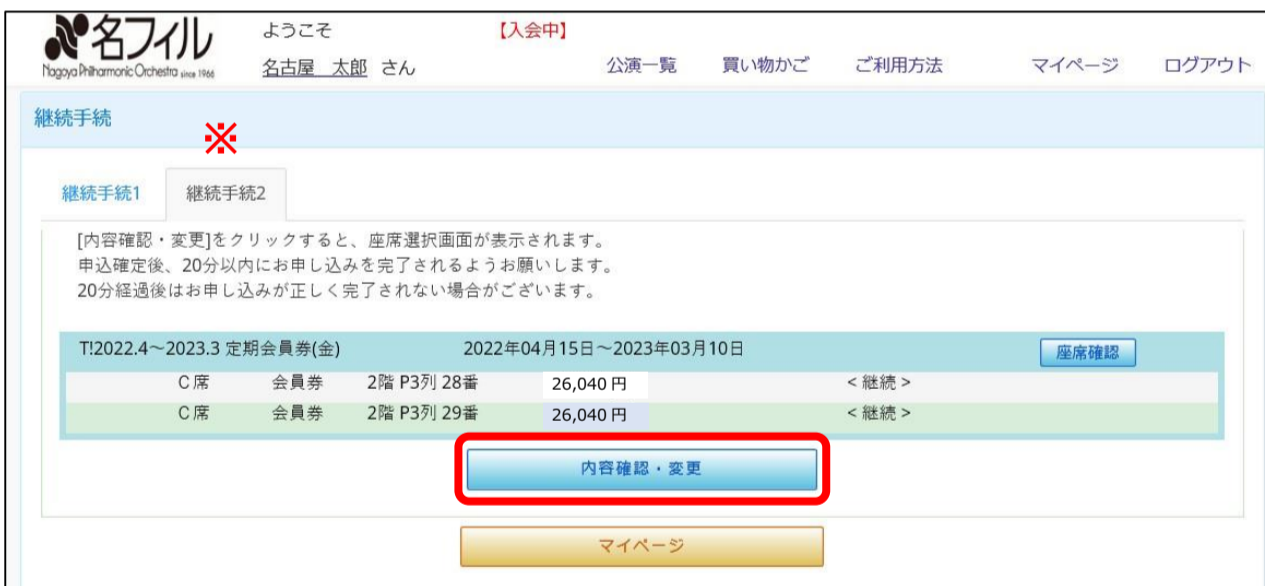 名フィル
Nagoya Philharmonic Orchestra since 1966
ようこそ 【入会中】
名古屋 太郎 さん 公演一覧 買い物かご ご利用方法 マイページ ログアウト
継続手続
※
継続手続1 継続手続2
[内容確認・変更]をクリックすると、座席選択画面が表示されます。
申込確定後、20分以内にお申し込みを完了されるようお願いします。
20分経過後はお申し込みが正しく完了されない場合がございます。
T!2022.4～2023.3 定期会員券(金) 2022年04月15日～2023年03月10日 座席確認
C席 会員券 2階 P3列 28番 26,040 円 < 継続 >
C席 会員券 2階 P3列 29番 26,040 円 < 継続 >
内容確認・変更
マイページ